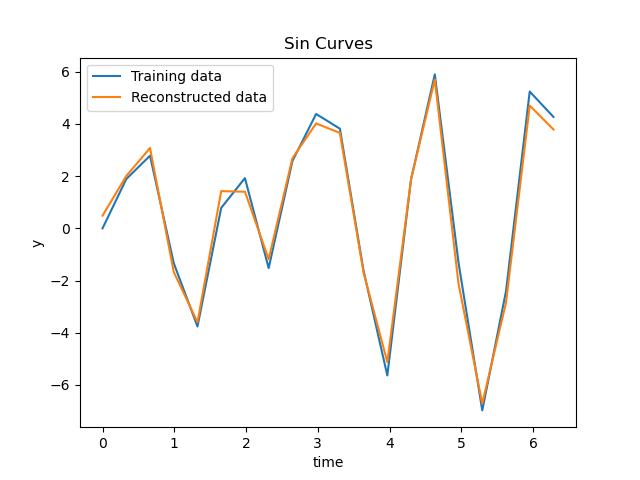 Sin Curves
Training data
Reconstructed data
6
4
2
0
−2
−4
−6
y
0 1 2 3 4 5 6
time